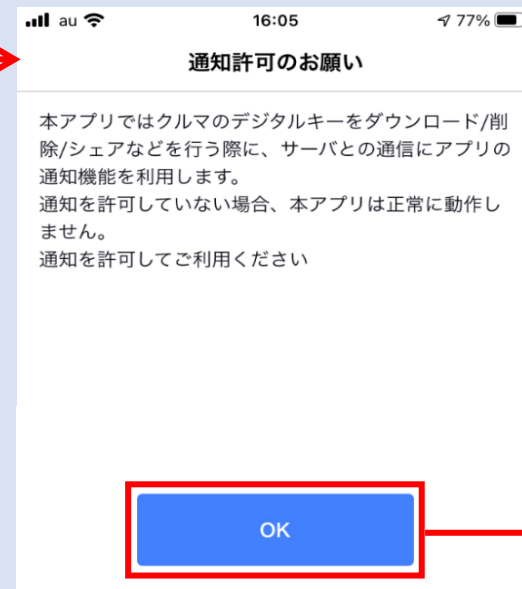 au 16:05 77%
通知許可のお願い
本アプリではクルマのデジタルキーをダウンロード/削
除/シェアなどを行う際に、サーバとの通信にアプリの
通知機能を利用します。
通知を許可していない場合、本アプリは正常に動作し
ません。
通知を許可してご利用ください
OK